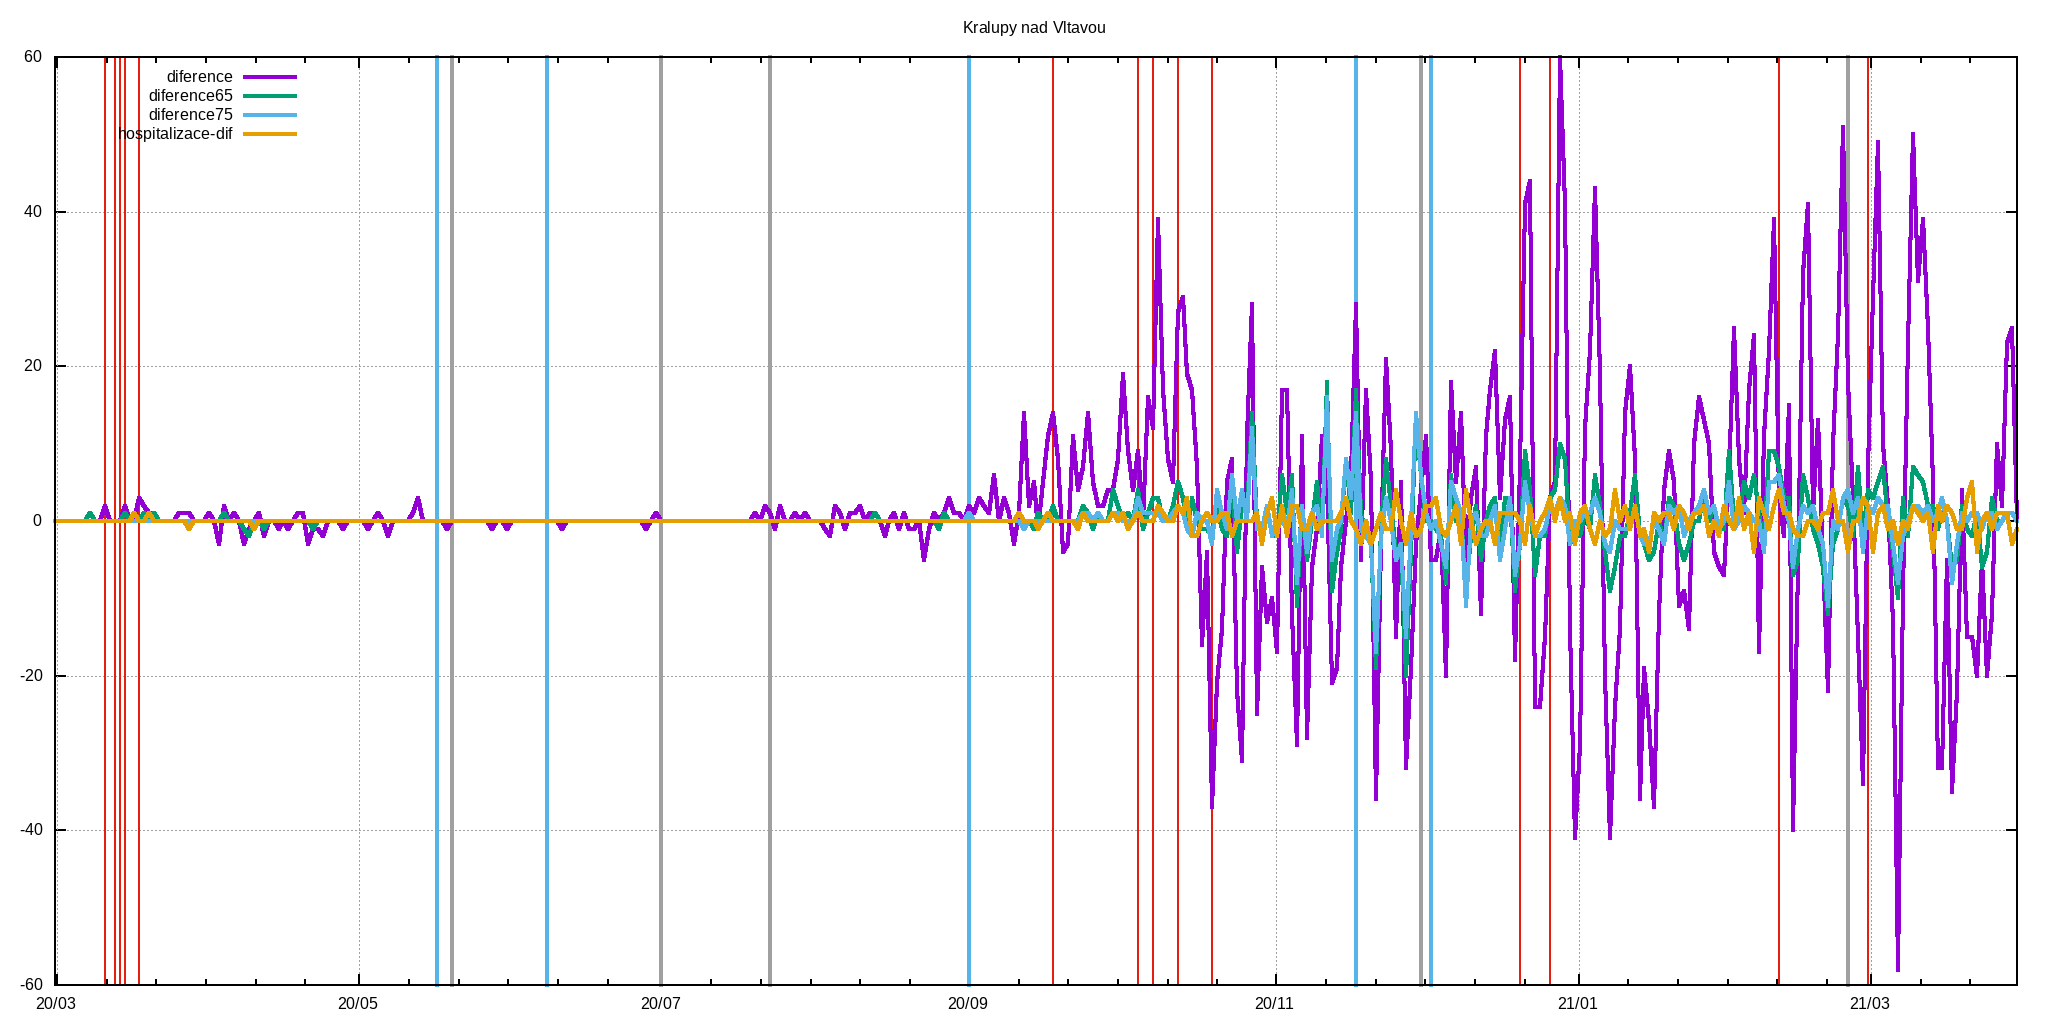 Kralupy nad Vltavou
60
diference
diference65
diference75
hospitalizace-dif
40
20
0
-20
-40
-60
20/03
20/05
20/07
20/09
20/11
21/01
21/03